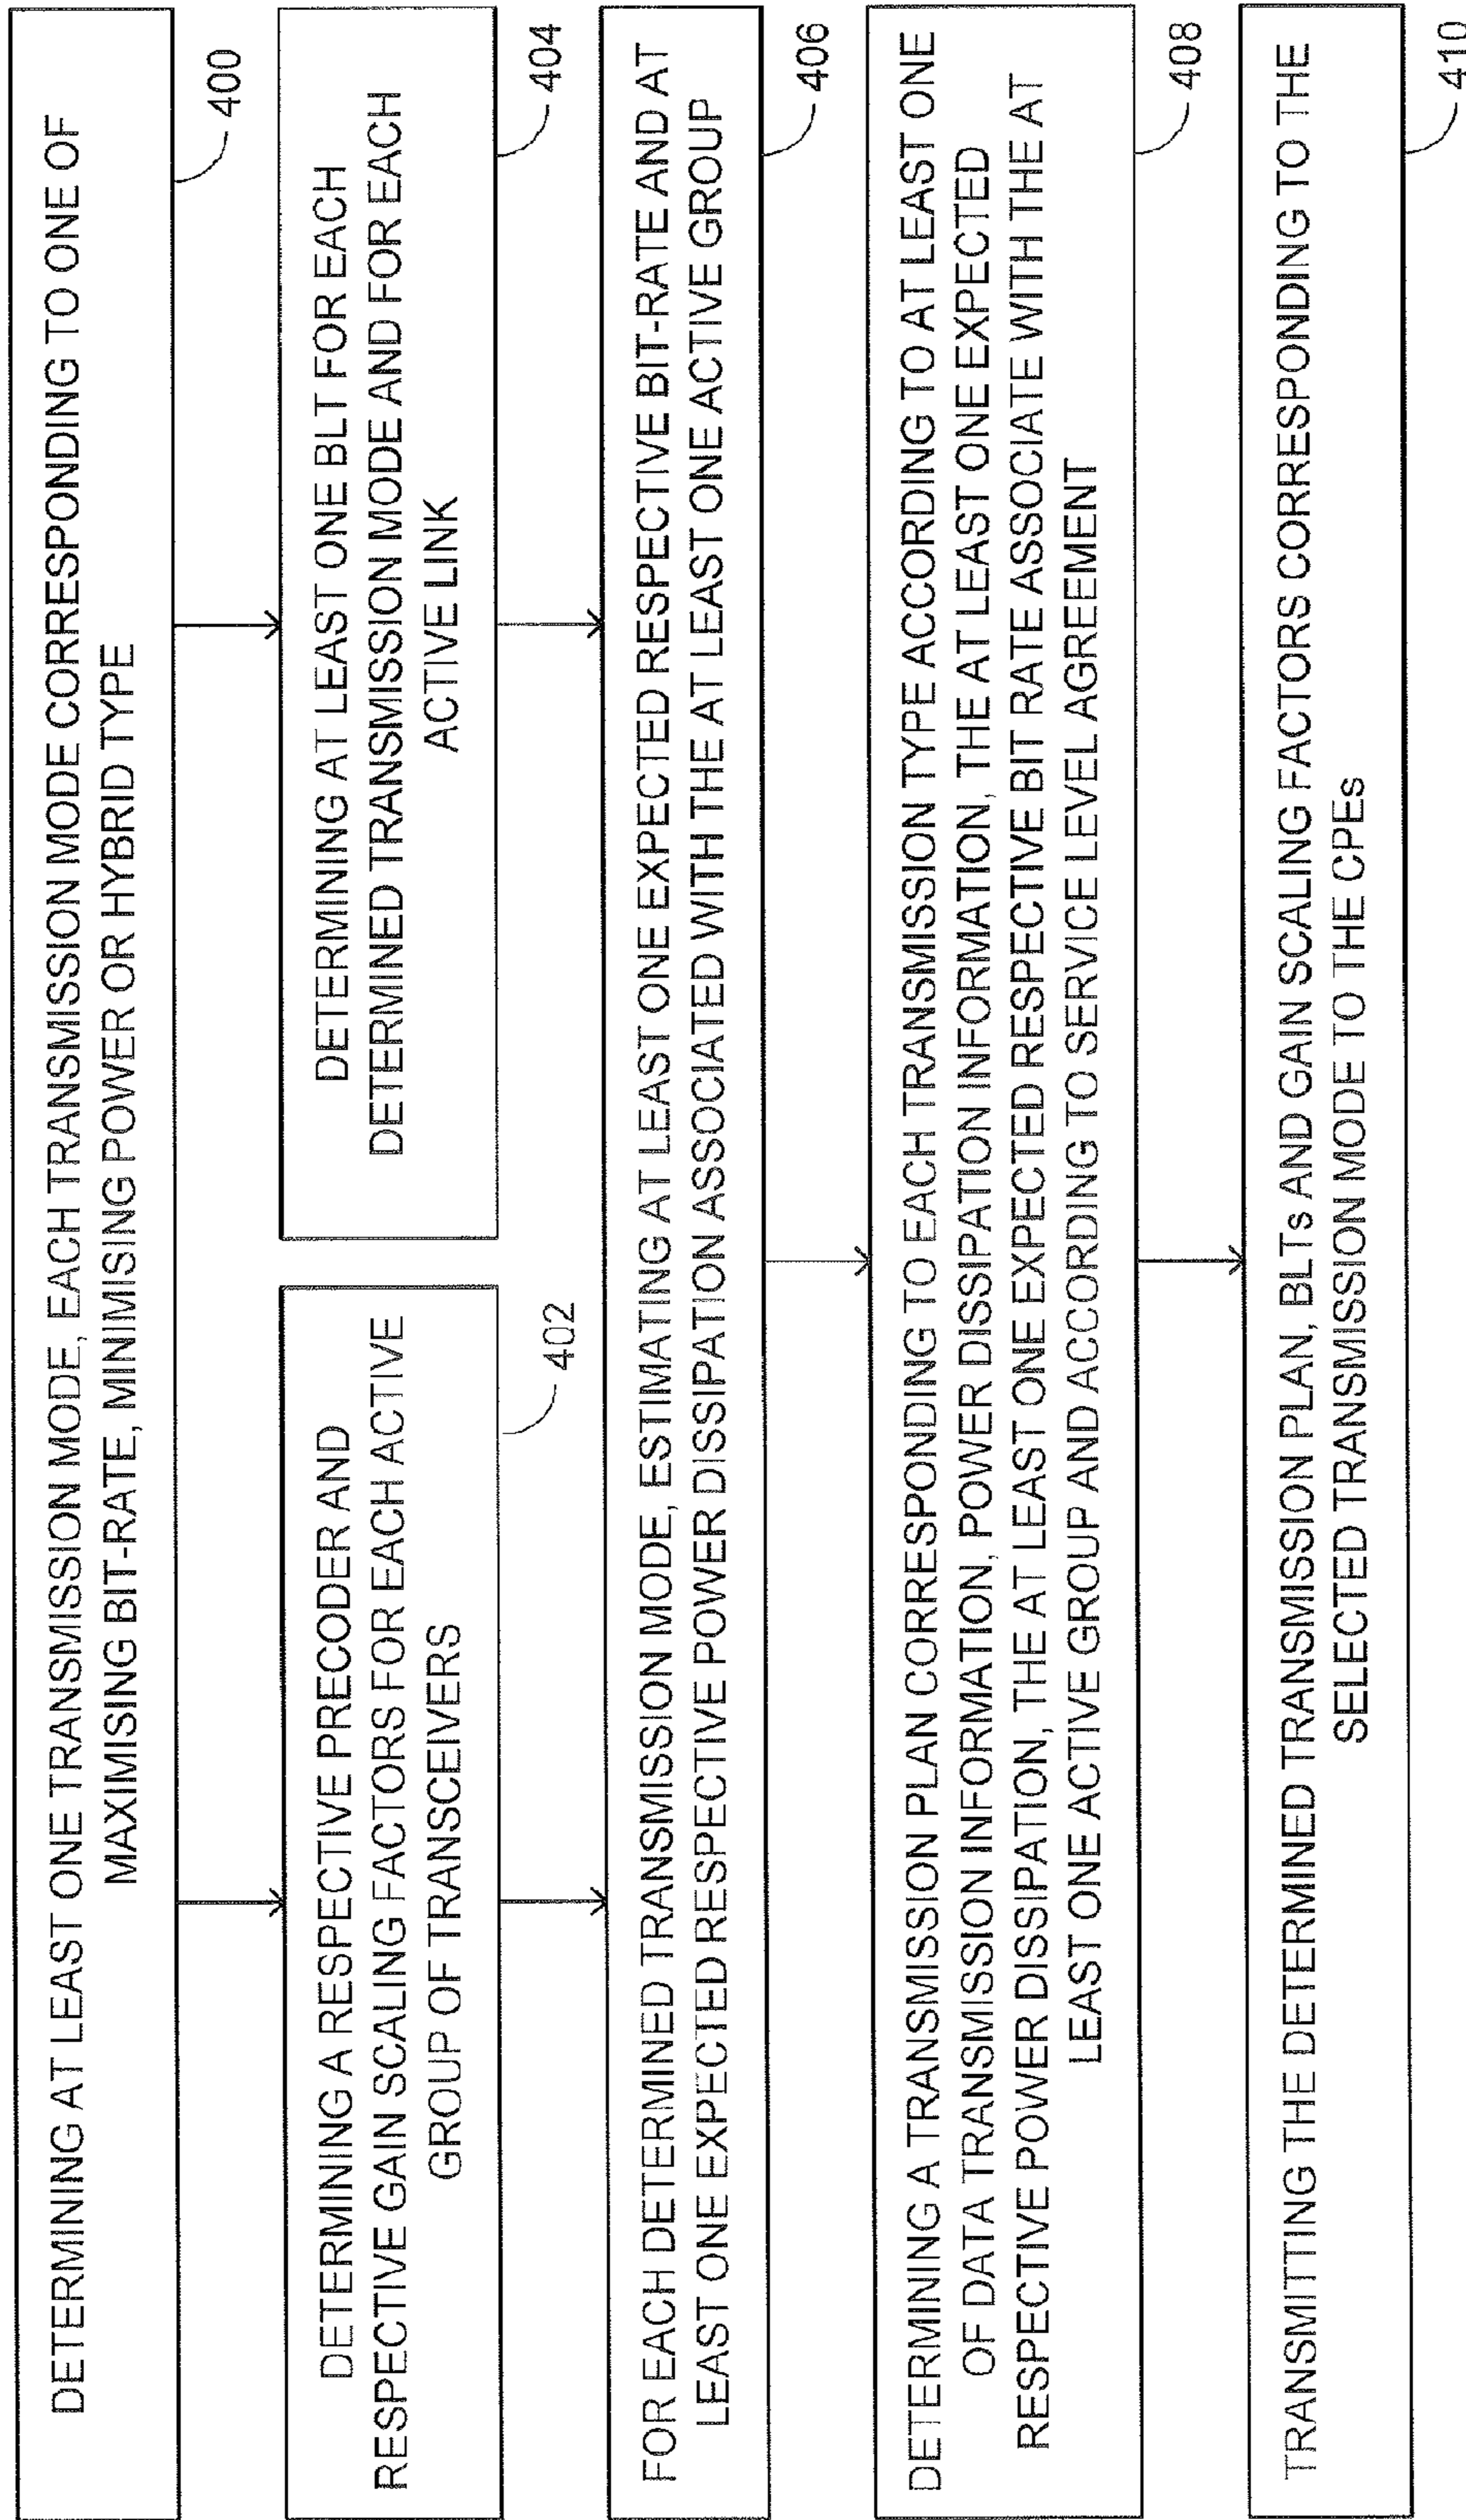 DETERMINING AT LEAST ONE TRANSMISSION MODE, EACH TRANSMISSION MODE CORRESPONDING TO ONE OF
MAXIMISING BIT-RATE, MINIMISING POWER OR HYBRID TYPE
400
DETERMINING A RESPECTIVE PRECODER AND
RESPECTIVE GAIN SCALING FACTORS FOR EACH ACTIVE
GROUP OF TRANSCEIVERS
402
DETERMINING AT LEAST ONE BLT FOR EACH
DETERMINED TRANSMISSION MODE AND FOR EACH
ACTIVE LINK
404
FOR EACH DETERMINED TRANSMISSION MODE, ESTIMATING AT LEAST ONE EXPECTED RESPECTIVE BIT-RATE AND AT
LEAST ONE EXPECTED RESPECTIVE POWER DISSIPATION ASSOCIATED WITH THE AT LEAST ONE ACTIVE GROUP
406
DETERMINING A TRANSMISSION PLAN CORRESPONDING TO EACH TRANSMISSION TYPE ACCORDING TO AT LEAST ONE
OF DATA TRANSMISSION INFORMATION, POWER DISSIPATION INFORMATION, THE AT LEAST ONE EXPECTED
RESPECTIVE POWER DISSIPATION, THE AT LEAST ONE EXPECTED RESPECTIVE BIT RATE ASSOCIATE WITH THE AT
LEAST ONE ACTIVE GROUP AND ACCORDING TO SERVICE LEVEL AGREEMENT
408
TRANSMITTING THE DETERMINED TRANSMISSION PLAN, BLTs AND GAIN SCALING FACTORS CORRESPONDING TO THE
SELECTED TRANSMISSION MODE TO THE CPEs
410